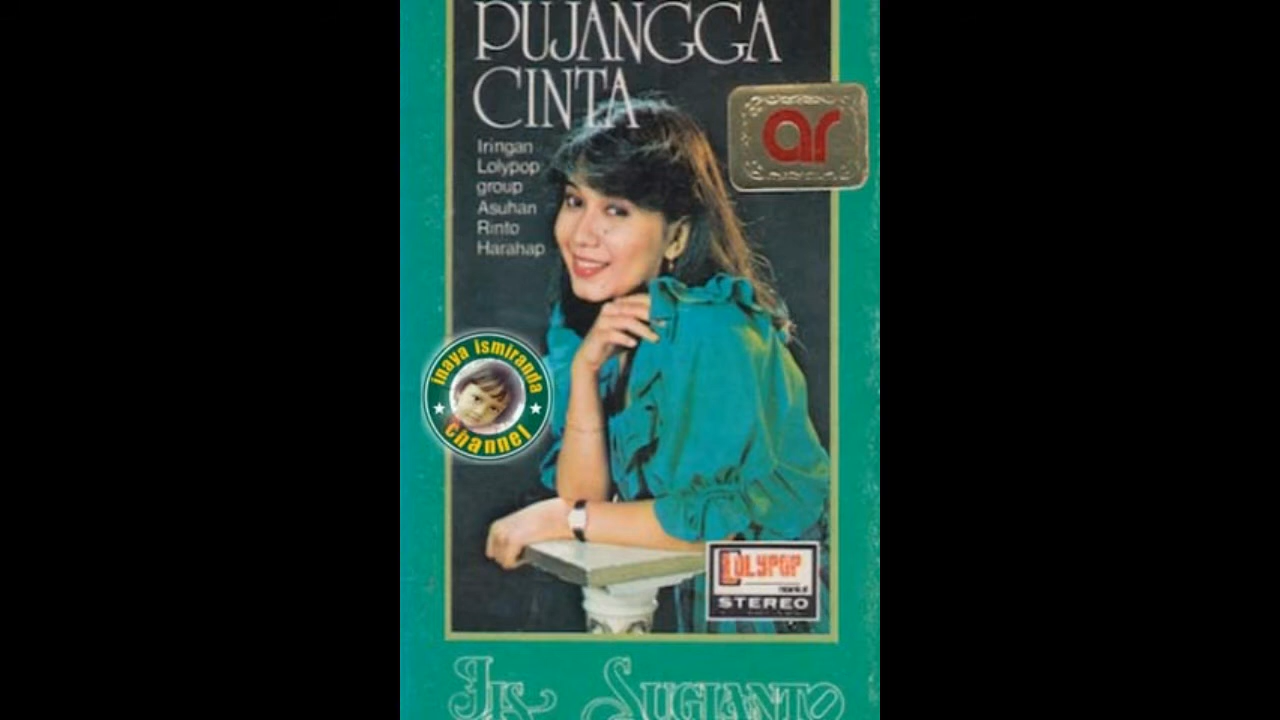 PUJANGGA
CINTA
ar
Iringan
Lolypop
group
Asuhan
Rinto
Harahap
inaya ismiranda
channel
LOLYPOP
STEREO
Iis Sugianto